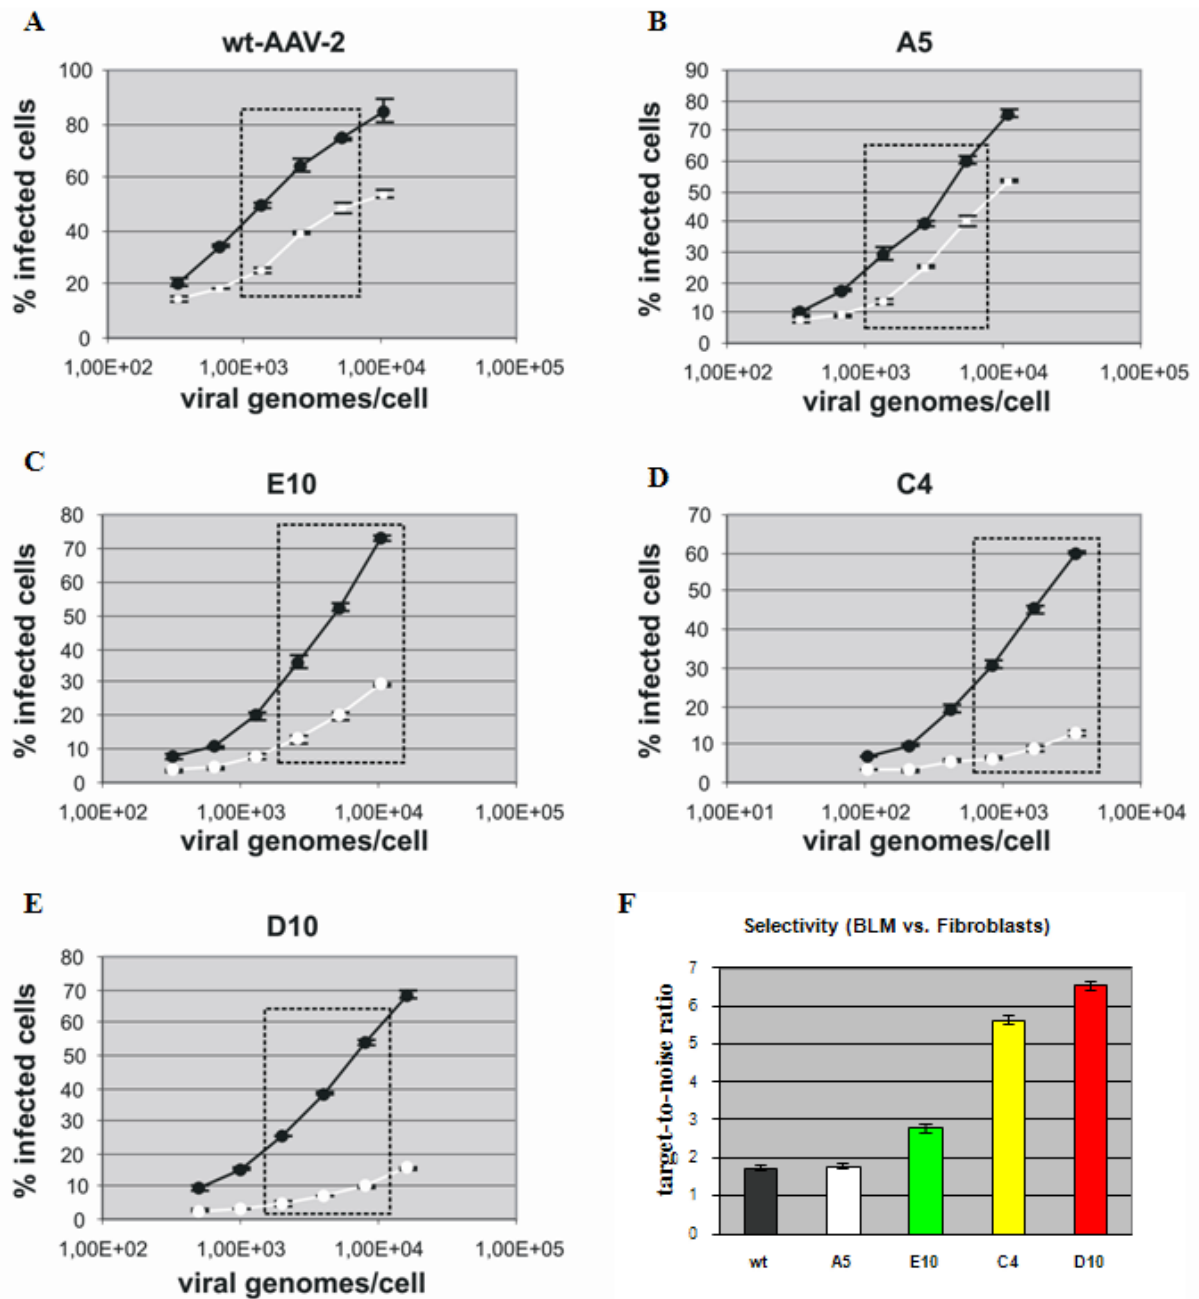 A
wt-AAV-2
% infected cells
100
80
60
40
20
0
1,00E+02 1,00E+03 1,00E+04 1,00E+05
viral genomes/cell
B
A5
% infected cells
90
80
70
60
50
40
30
20
10
0
1,00E+02 1,00E+03 1,00E+04 1,00E+05
viral genomes/cell
C
E10
% infected cells
80
70
60
50
40
30
20
10
0
1,00E+02 1,00E+03 1,00E+04 1,00E+05
viral genomes/cell
D
C4
% infected cells
70
60
50
40
30
20
10
0
1,00E+01 1,00E+02 1,00E+03 1,00E+04
viral genomes/cell
E
D10
% infected cells
80
70
60
50
40
30
20
10
0
1,00E+02 1,00E+03 1,00E+04 1,00E+05
viral genomes/cell
F
Selectivity (BLM vs. Fibroblasts)
target-to-noise ratio
7
6
5
4
3
2
1
0
wt A5 E10 C4 D10